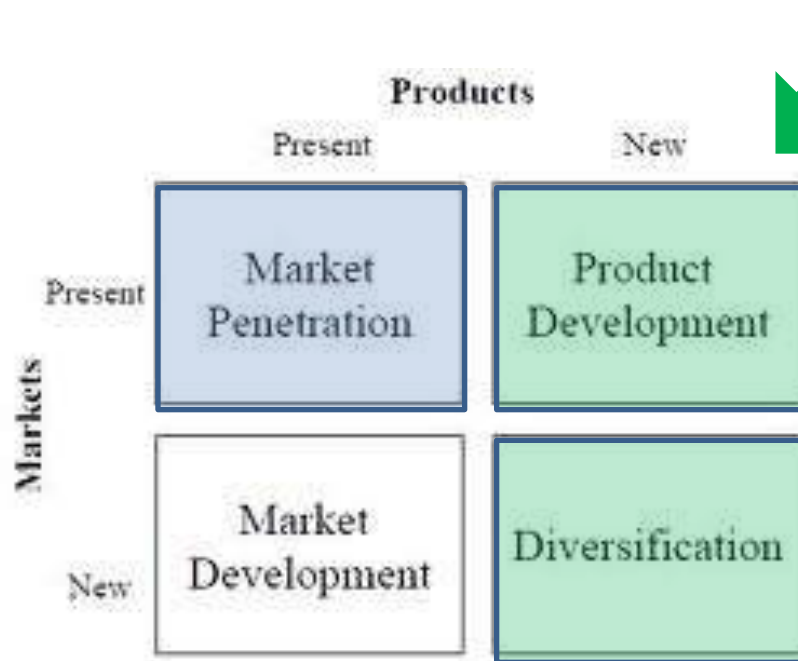 Products
Present
New
Present
Market
Penetration
Product
Development
Markets
New
Market
Development
Diversification